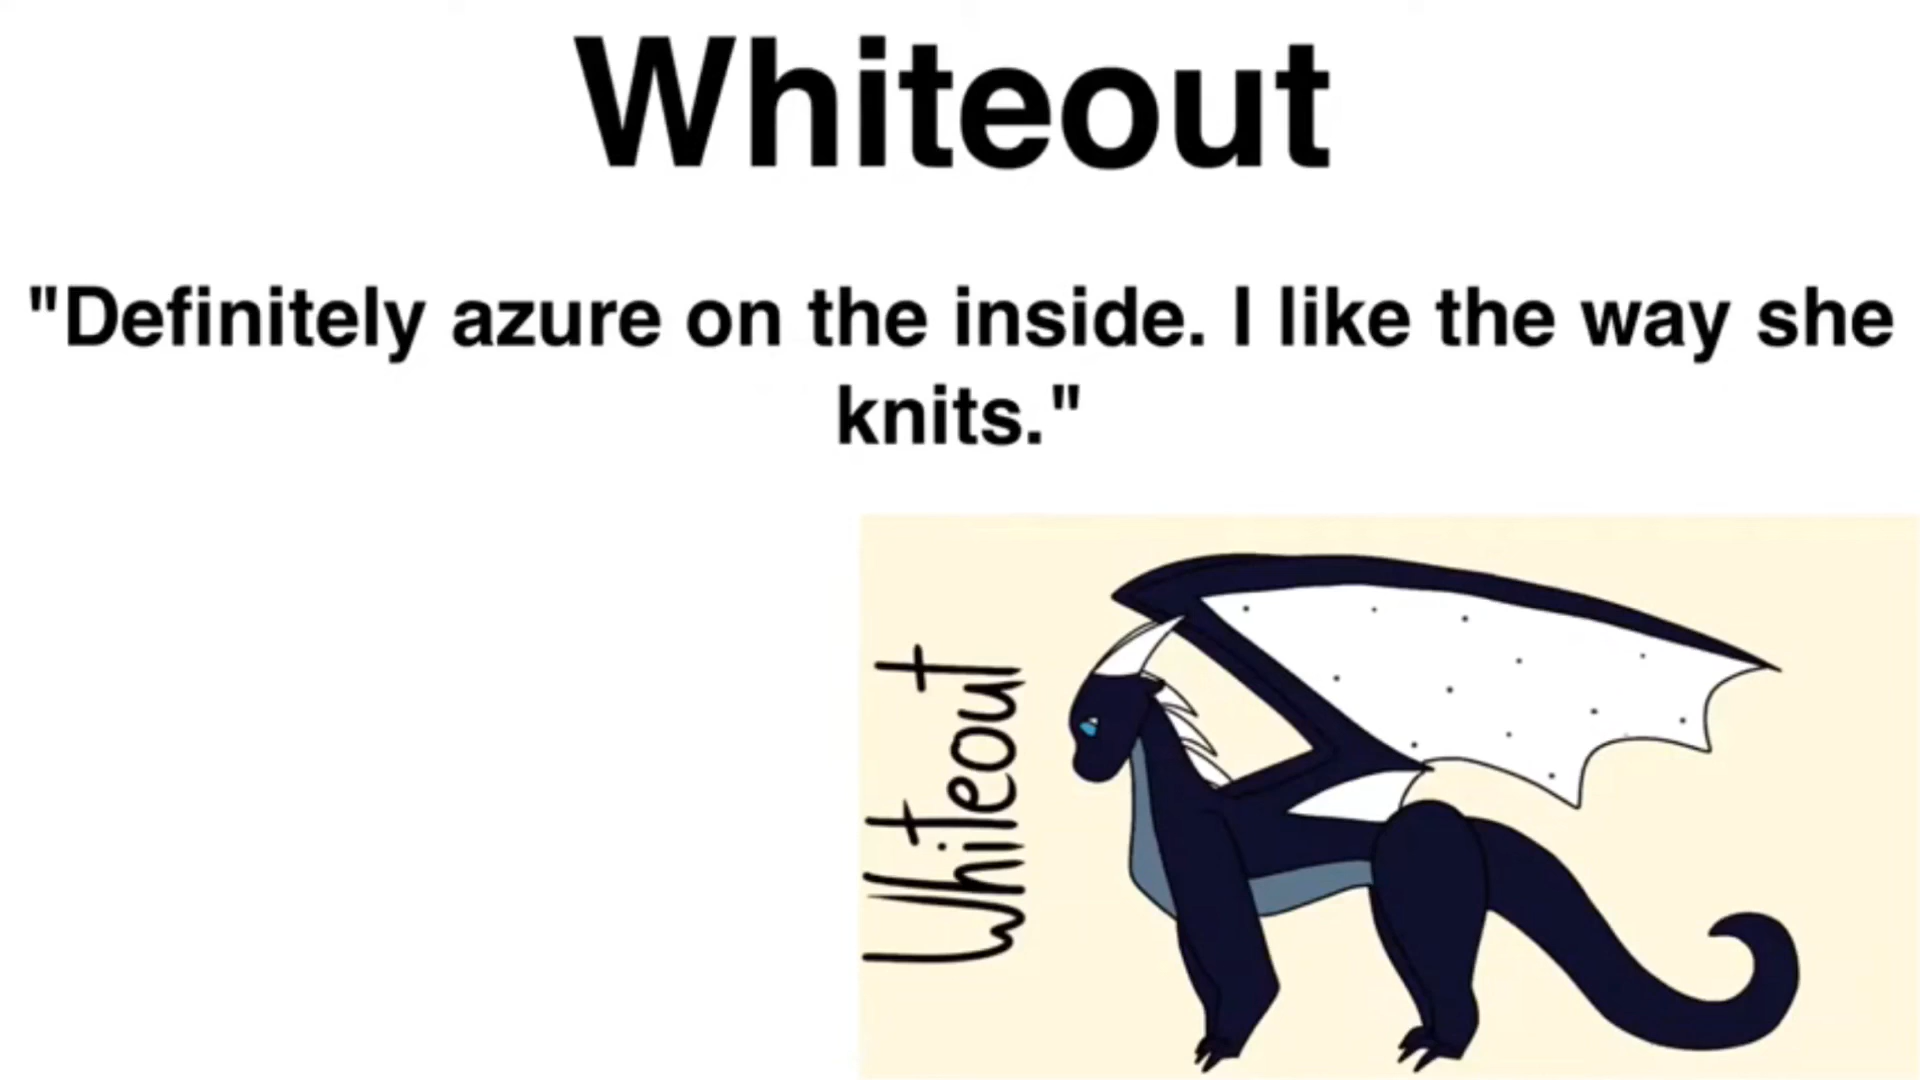 Whiteout
"Definitely azure on the inside. I like the way she
knits."
Whiteout